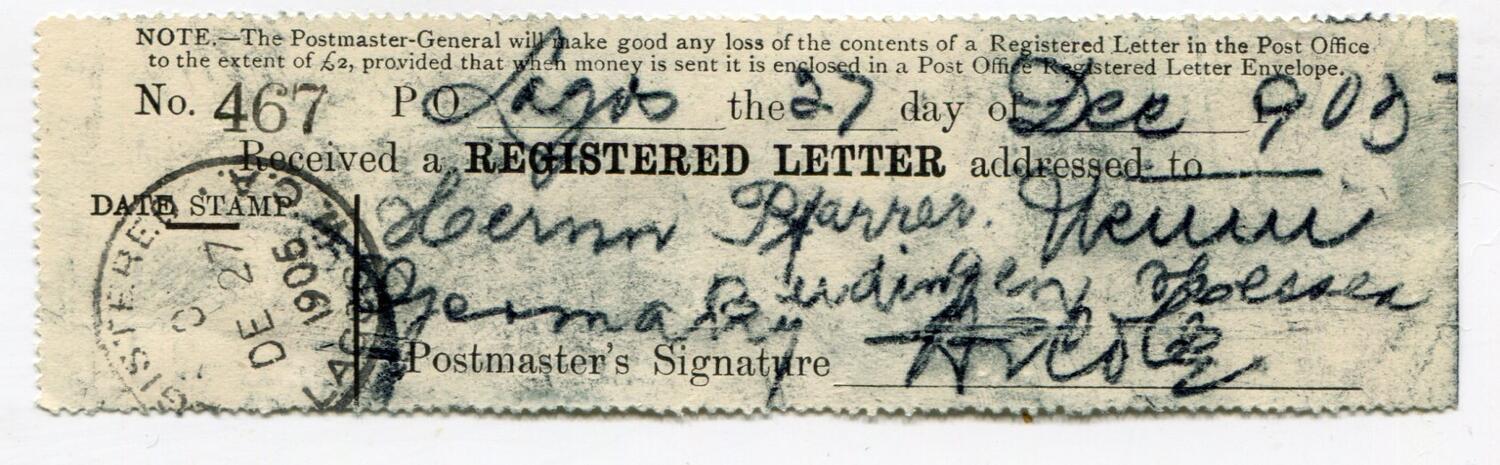 NOTE.—The Postmaster-General will make good any loss of the contents of a Registered Letter in the Post Office
to the extent of £2, provided that when money is sent it is enclosed in a Post Office Registered Letter Envelope.
No. 467 P O Lagos the 27 day of Dec 1905
Received a REGISTERED LETTER addressed to
DATE STAMP
Herrn Pfarrer
Germany Hessen
Postmaster's Signature
REGISTERED
LAGOS W.C.A.
C
DE 27
1905